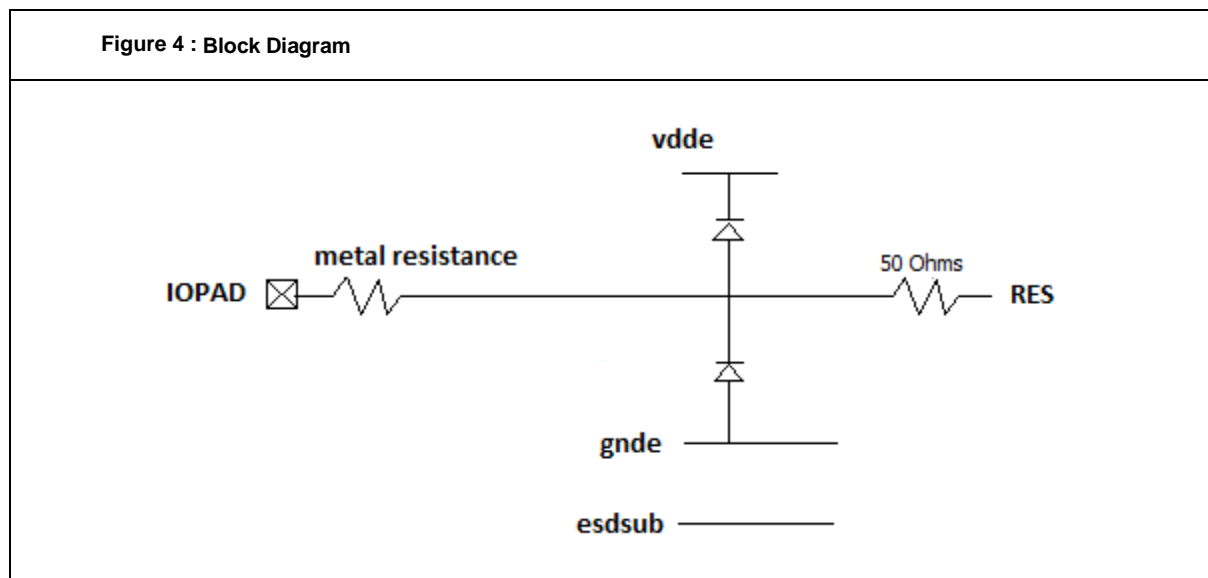 Figure 4 : Block Diagram
vdde
metal resistance
50 Ohms
IOPAD
RES
gnde
esdsub